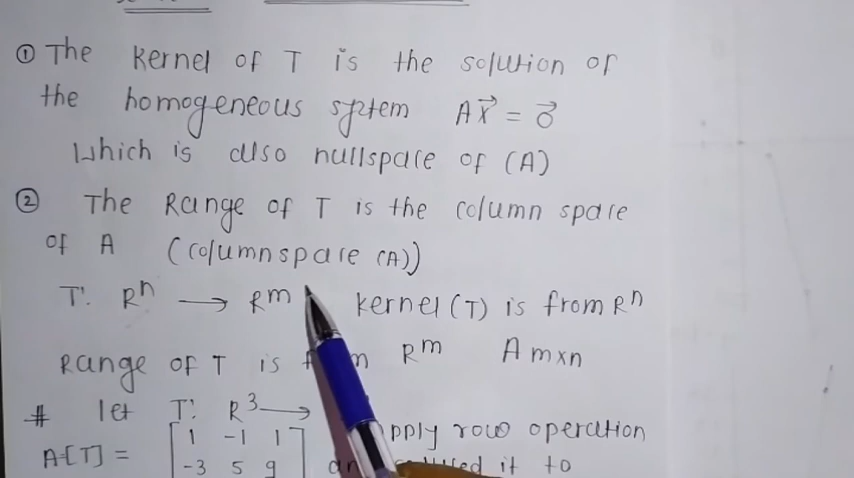 ① The kernel of T is the solution of
the homogeneous system AX⃗ = 0⃗
which is also nullspace of (A)
② The Range of T is the column space
of A (columnspace (A))
T: Rⁿ → Rᵐ kernel (T) is from Rⁿ
Range of T is Rᵐ A m×n
# let T: R³ →
apply row operation
A=[T] = [ 1 -1 1
-3 5 9 ] it to